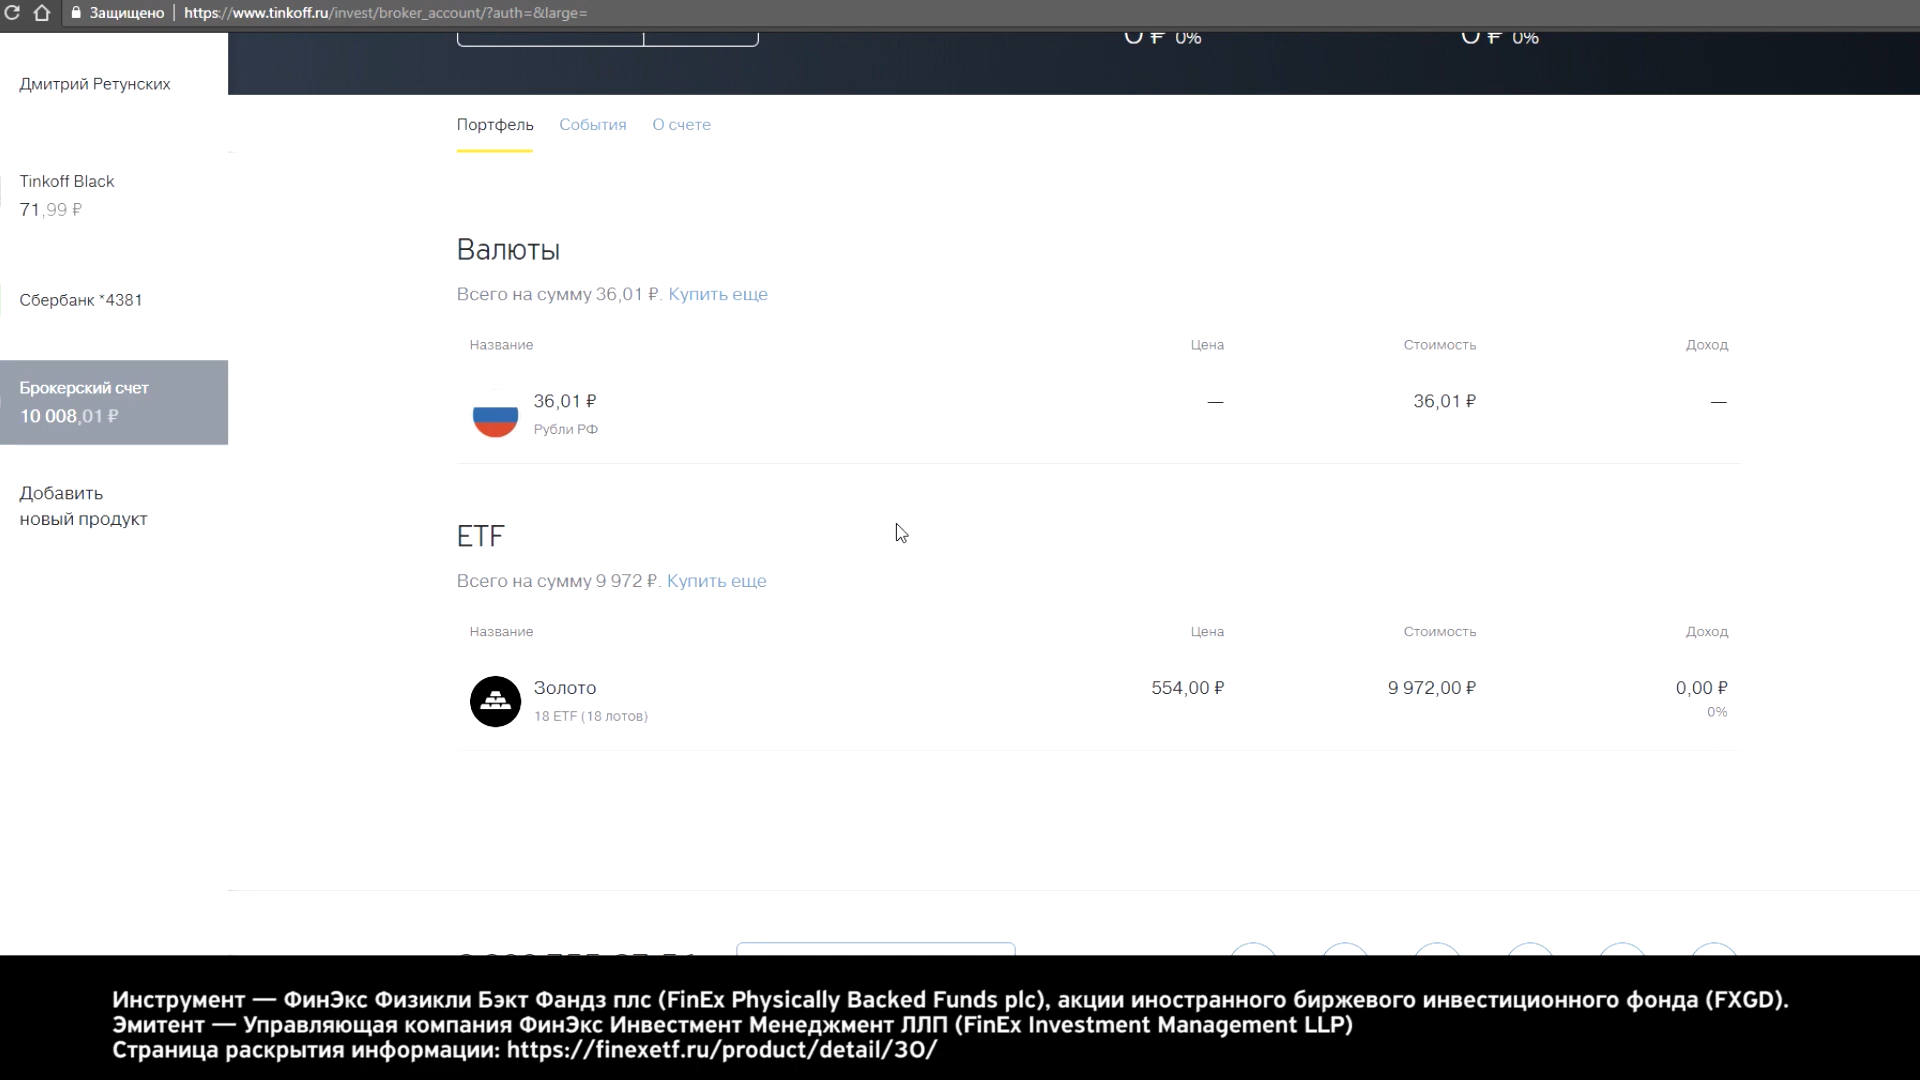 Защищено | https://www.tinkoff.ru/invest/broker_account/?auth=&large=
0 ₽ 0% 0 ₽ 0%
Дмитрий Ретунских
Портфель События О счете
Tinkoff Black
71,99 ₽
Валюты
Всего на сумму 36,01 ₽. Купить еще
Сбербанк *4381
Название Цена Стоимость Доход
Брокерский счет
10 008,01 ₽
36,01 ₽ — 36,01 ₽ —
Рубли РФ
Добавить
новый продукт
ETF
Всего на сумму 9 972 ₽. Купить еще
Название Цена Стоимость Доход
Золото 554,00 ₽ 9 972,00 ₽ 0,00 ₽
18 ETF (18 лотов) 0%
Инструмент — ФинЭкс Физикли Бэкт Фандз плс (FinEx Physically Backed Funds plc), акции иностранного биржевого инвестиционного фонда (FXGD).
Эмитент — Управляющая компания ФинЭкс Инвестмент Менеджмент ЛЛП (FinEx Investment Management LLP)
Страница раскрытия информации: https://finexetf.ru/product/detail/30/